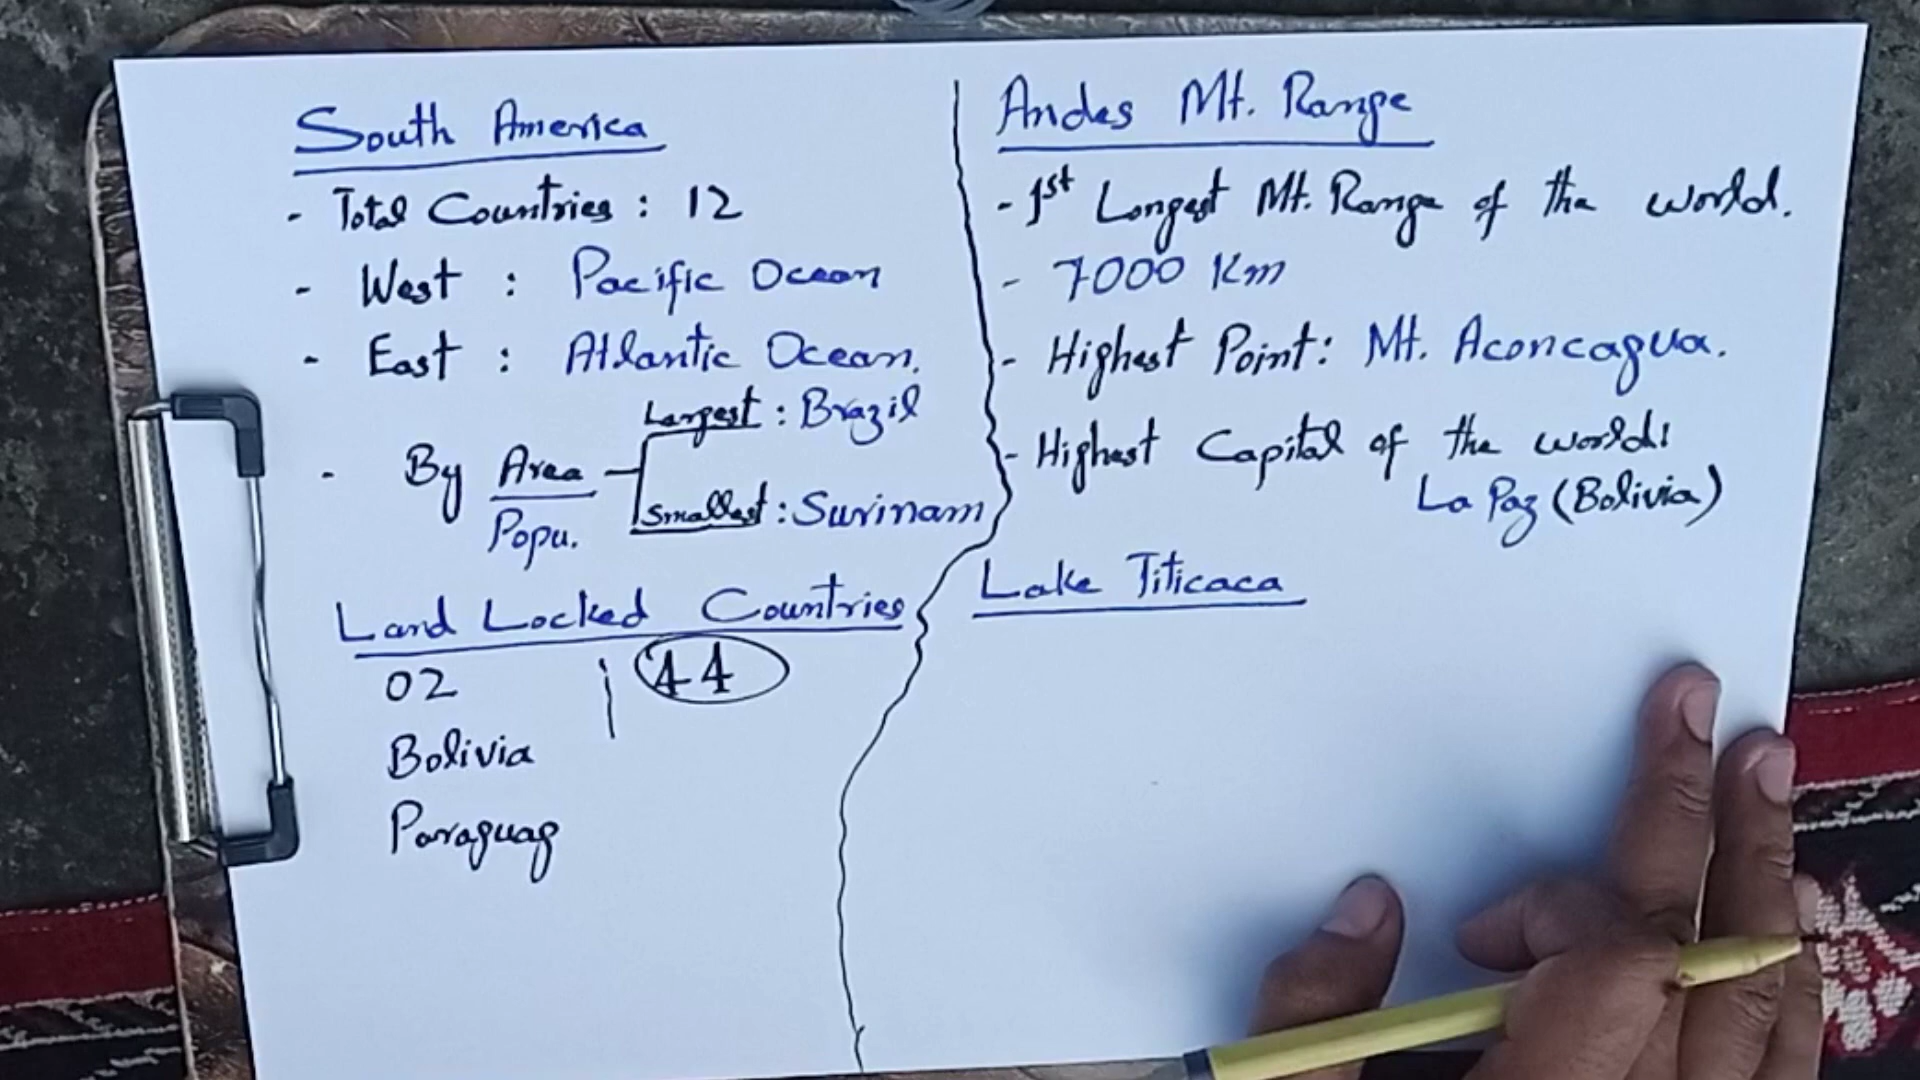 South America
- Total Countries : 12
- West : Pacific Ocean
- East : Atlantic Ocean.
Largest : Brazil
- By Area
Smallest : Surinam
Popu.
Land Locked Countries
02 | 44
Bolivia
Paraguay
Andes Mt. Range
- 1st Longest Mt. Range of the world.
- 7000 Km
- Highest Point: Mt. Aconcagua.
- Highest Capital of the world:
La Paz (Bolivia)
Lake Titicaca